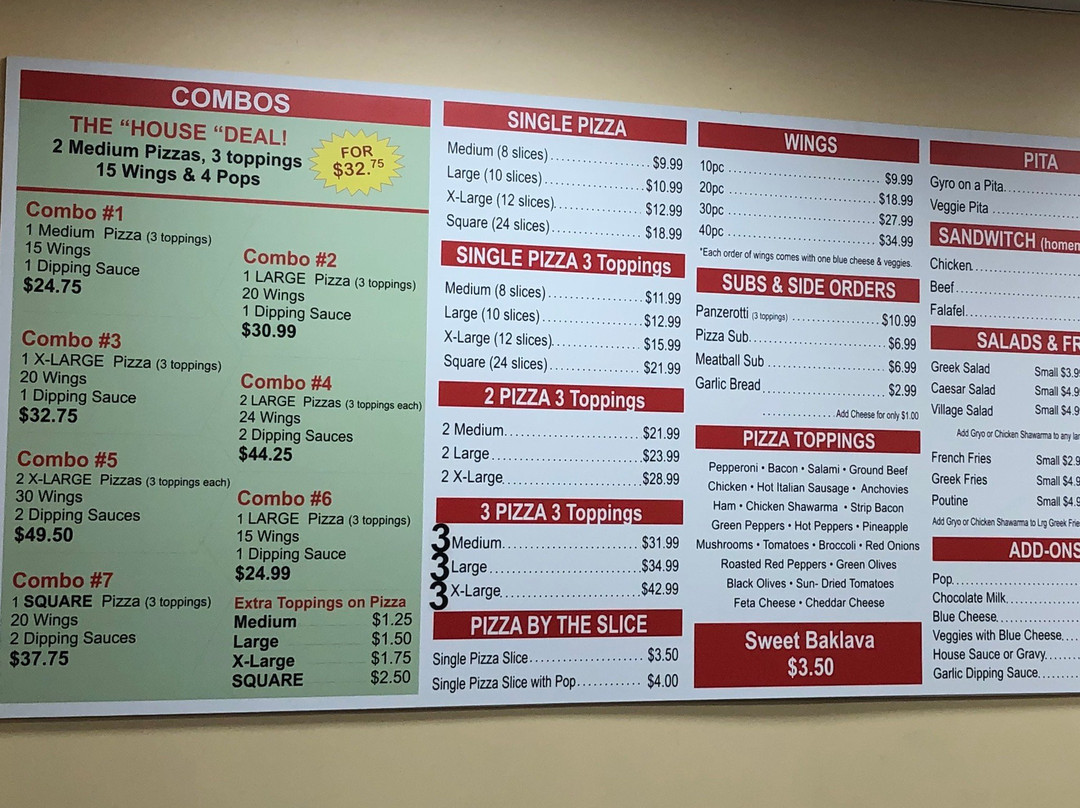 COMBOS
THE “HOUSE “DEAL!
2 Medium Pizzas, 3 toppings
15 Wings & 4 Pops
FOR
$32.75
Combo #1
1 Medium Pizza (3 toppings)
15 Wings
1 Dipping Sauce
$24.75
Combo #2
1 LARGE Pizza (3 toppings)
20 Wings
1 Dipping Sauce
$30.99
Combo #3
1 X-LARGE Pizza (3 toppings)
20 Wings
1 Dipping Sauce
$32.75
Combo #4
2 LARGE Pizzas (3 toppings each)
24 Wings
2 Dipping Sauces
$44.25
Combo #5
2 X-LARGE Pizzas (3 toppings each)
30 Wings
2 Dipping Sauces
$49.50
Combo #6
1 LARGE Pizza (3 toppings)
15 Wings
1 Dipping Sauce
$24.99
Combo #7
1 SQUARE Pizza (3 toppings)
20 Wings
2 Dipping Sauces
$37.75
Extra Toppings on Pizza
Medium $1.25
Large $1.50
X-Large $1.75
SQUARE $2.50
SINGLE PIZZA
Medium (8 slices) $9.99
Large (10 slices) $10.99
X-Large (12 slices) $12.99
Square (24 slices) $18.99
SINGLE PIZZA 3 Toppings
Medium (8 slices) $11.99
Large (10 slices) $12.99
X-Large (12 slices) $15.99
Square (24 slices) $21.99
2 PIZZA 3 Toppings
2 Medium $21.99
2 Large $23.99
2 X-Large $28.99
3 PIZZA 3 Toppings
3 Medium $31.99
3 Large $34.99
3 X-Large $42.99
PIZZA BY THE SLICE
Single Pizza Slice $3.50
Single Pizza Slice with Pop $4.00
WINGS
10pc $9.99
20pc $18.99
30pc $27.99
40pc $34.99
*Each order of wings comes with one blue cheese & veggies.
SUBS & SIDE ORDERS
Panzerotti (3 toppings) $10.99
Pizza Sub $6.99
Meatball Sub $6.99
Garlic Bread $2.99
Add Cheese for only $1.00
PIZZA TOPPINGS
Pepperoni • Bacon • Salami • Ground Beef
Chicken • Hot Italian Sausage • Anchovies
Ham • Chicken Shawarma • Strip Bacon
Green Peppers • Hot Peppers • Pineapple
Mushrooms • Tomatoes • Broccoli • Red Onions
Roasted Red Peppers • Green Olives
Black Olives • Sun- Dried Tomatoes
Feta Cheese • Cheddar Cheese
Sweet Baklava
$3.50
PITA
Gyro on a Pita
Veggie Pita
SANDWITCH (homem
Chicken
Beef
Falafel
SALADS & FR
Greek Salad Small $3.9
Caesar Salad Small $4.9
Village Salad Small $4.9
Add Gryo or Chicken Shawarma to any lar
French Fries Small $2.9
Greek Fries Small $4.9
Poutine Small $4.9
Add Gryo or Chicken Shawarma to Lrg Greek Frie
ADD-ONS
Pop
Chocolate Milk
Blue Cheese
Veggies with Blue Cheese
House Sauce or Gravy
Garlic Dipping Sauce